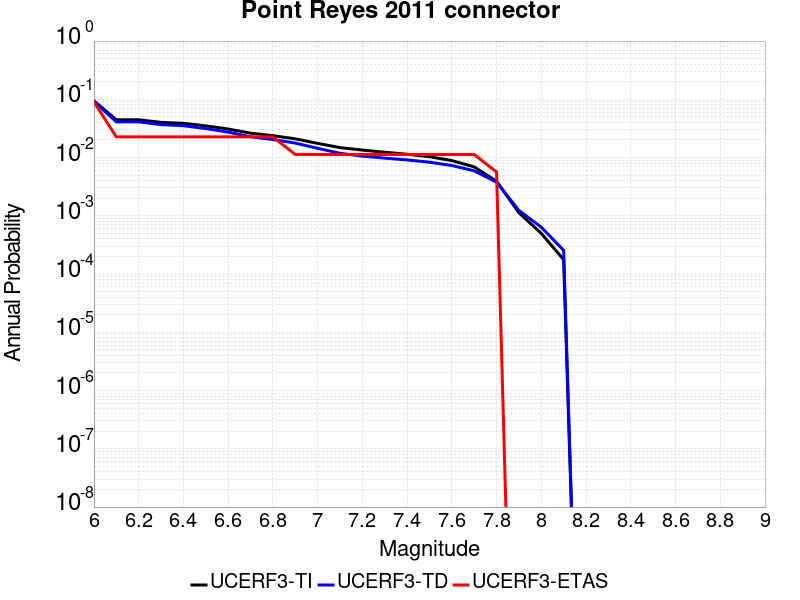 Point Reyes 2011 connector
10 0
10 -1
10 -2
10 -3
10 -4
10 -5
10 -6
10 -7
10 -8
Annual Probability
6 6.2 6.4 6.6 6.8 7 7.2 7.4 7.6 7.8 8 8.2 8.4 8.6 8.8 9
Magnitude
UCERF3-TI UCERF3-TD UCERF3-ETAS